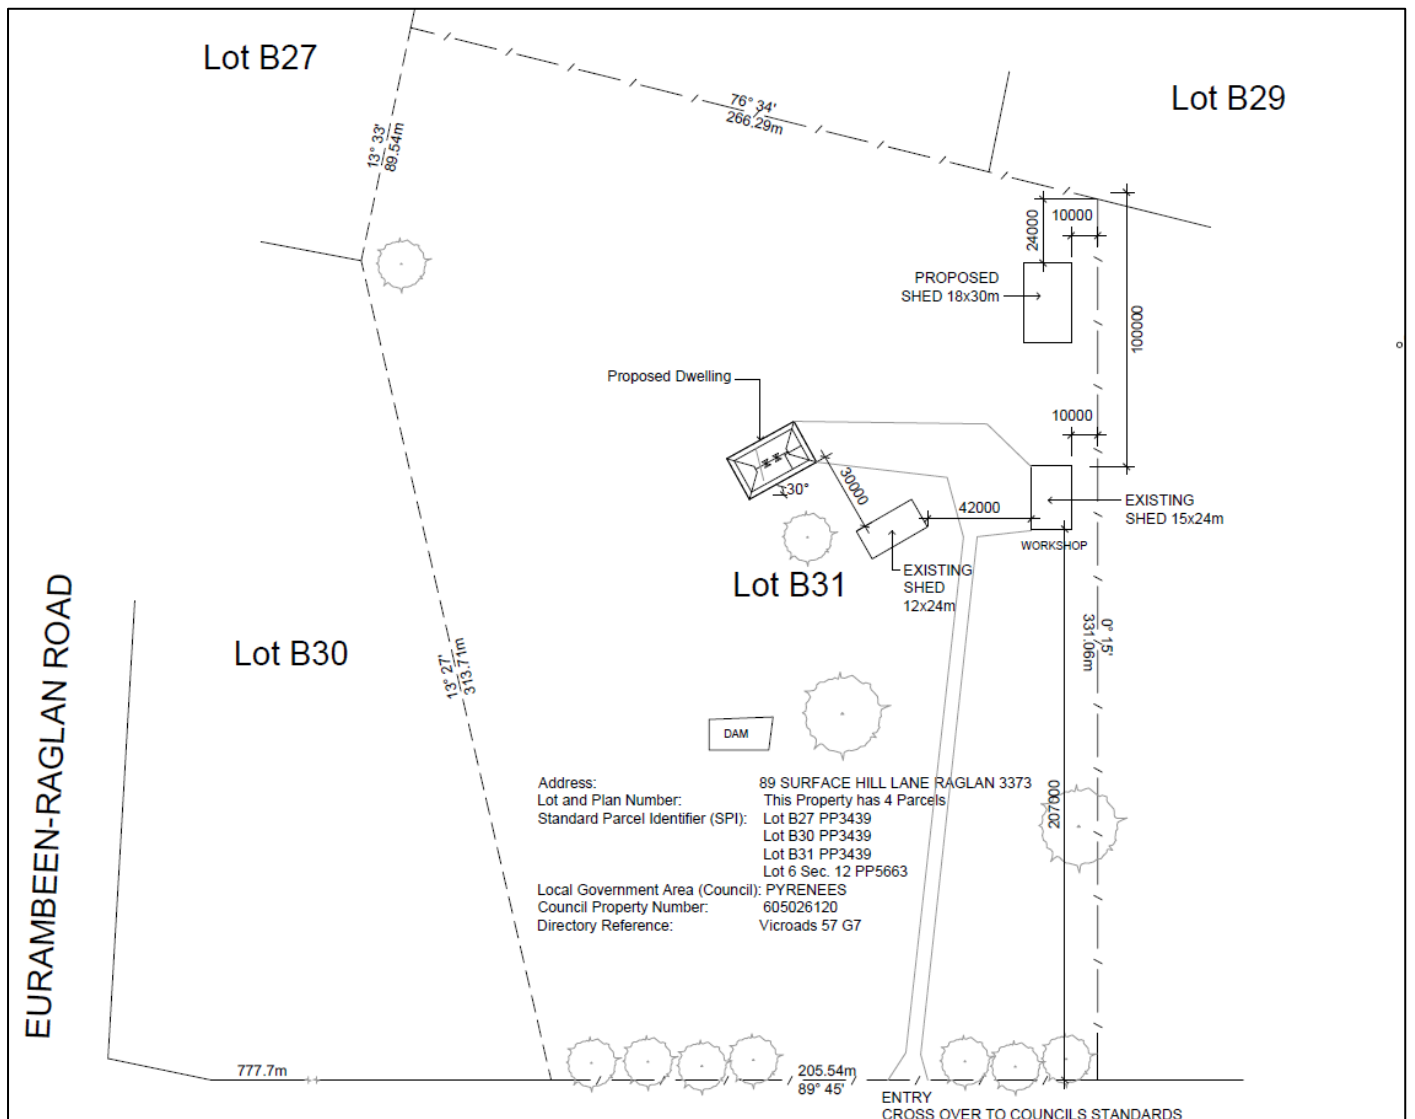 Lot B27
Lot B29
76° 34'
266.29m
13° 33'
89.54m
10000
24000
PROPOSED
SHED 18x30m
100000
Proposed Dwelling
10000
30°
30000
42000
EXISTING
SHED 15x24m
WORKSHOP
EXISTING
SHED
12x24m
Lot B31
EURAMBEEN-RAGLAN ROAD
Lot B30
13° 27'
313.71m
0° 15'
331.06m
DAM
Address: 89 SURFACE HILL LANE RAGLAN 3373
Lot and Plan Number: This Property has 4 Parcels
Standard Parcel Identifier (SPI): Lot B27 PP3439
Lot B30 PP3439
Lot B31 PP3439
Lot 6 Sec. 12 PP5663
Local Government Area (Council): PYRENEES
Council Property Number: 605026120
Directory Reference: Vicroads 57 G7
207000
777.7m
205.54m
89° 45'
ENTRY
CROSS OVER TO COUNCILS STANDARDS